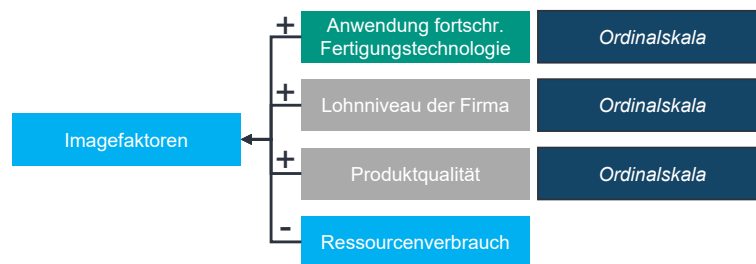 +
Anwendung fortschr.
Fertigungstechnologie
Ordinalskala
+
Lohnniveau der Firma
Ordinalskala
Imagefaktoren
+
Produktqualität
Ordinalskala
-
Ressourcenverbrauch